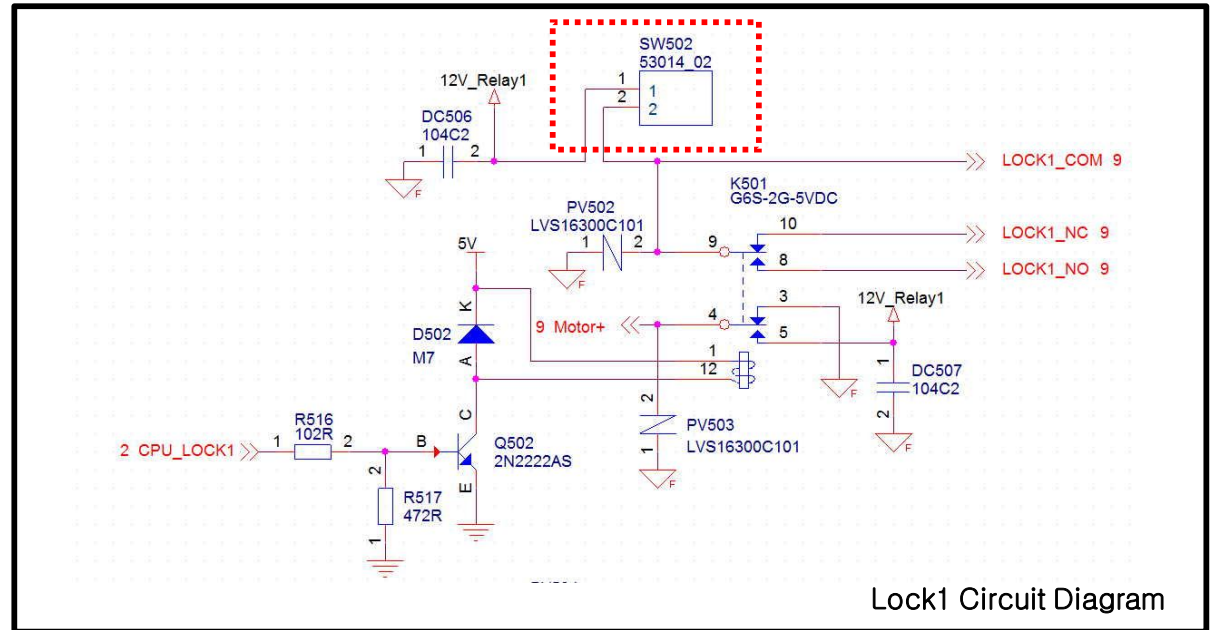 SW502
53014_02
1
1
2
2
12V_Relay1
DC506
104C2
1
2
F
LOCK1_COM 9
K501
G6S-2G-5VDC
PV502
LVS16300C101
1
2
F
9
10
LOCK1_NC 9
8
LOCK1_NO 9
5V
K
D502
M7
A
9 Motor+
4
3
5
12V_Relay1
1
12
F
1
DC507
104C2
2
F
2
PV503
LVS16300C101
1
F
2 CPU_LOCK1
1
R516
102R
2
B
C
Q502
2N2222AS
E
2
R517
472R
1
Lock1 Circuit Diagram